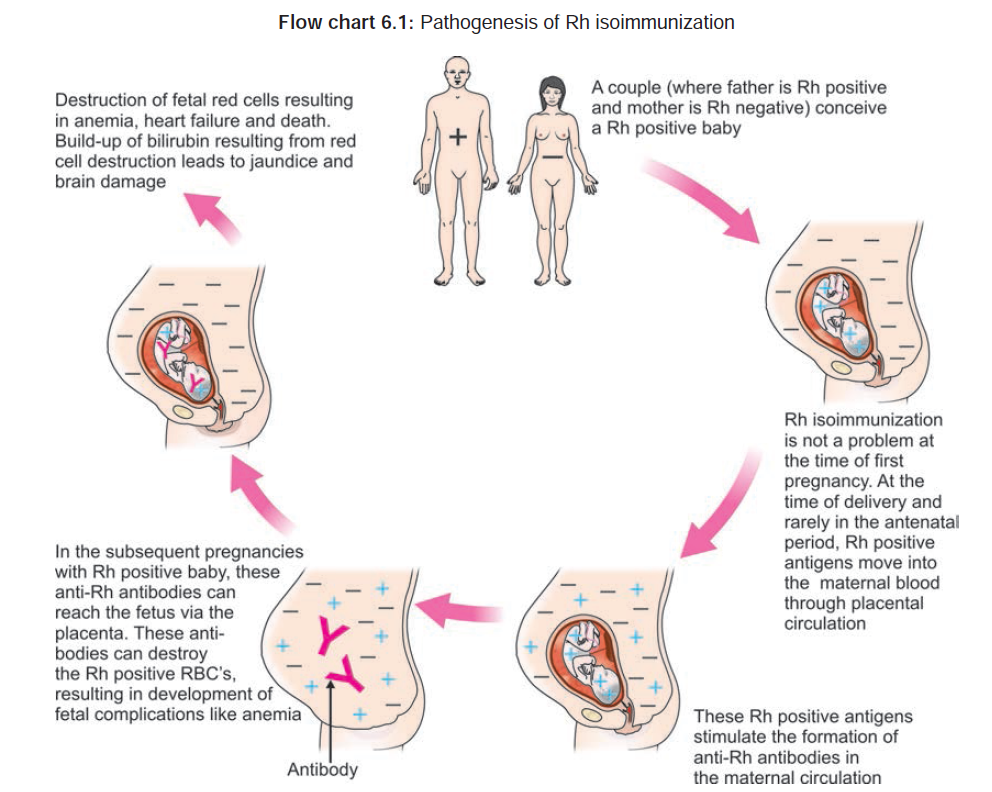 Flow chart 6.1: Pathogenesis of Rh isoimmunization
A couple (where father is Rh positive
and mother is Rh negative) conceive
a Rh positive baby
Rh isoimmunization
is not a problem at
the time of first
pregnancy. At the
time of delivery and
rarely in the antenatal
period, Rh positive
antigens move into
the maternal blood
through placental
circulation
These Rh positive antigens
stimulate the formation of
anti-Rh antibodies in
the maternal circulation
Antibody
In the subsequent pregnancies
with Rh positive baby, these
anti-Rh antibodies can
reach the fetus via the
placenta. These anti-
bodies can destroy
the Rh positive RBC's,
resulting in development of
fetal complications like anemia
Destruction of fetal red cells resulting
in anemia, heart failure and death.
Build-up of bilirubin resulting from red
cell destruction leads to jaundice and
brain damage